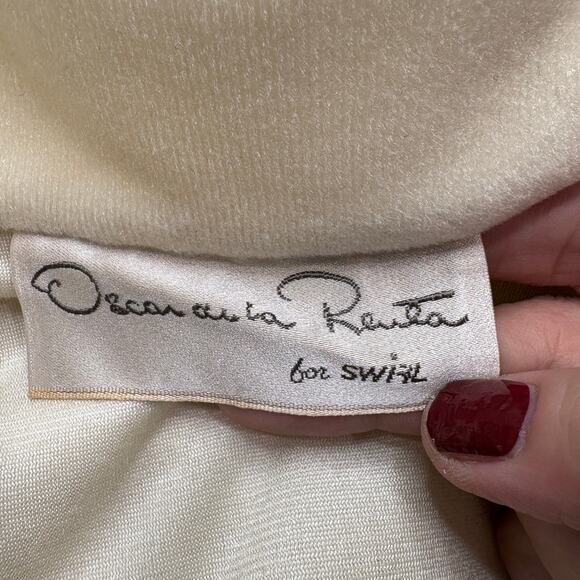 Oscar de la Renta
for SWIRL